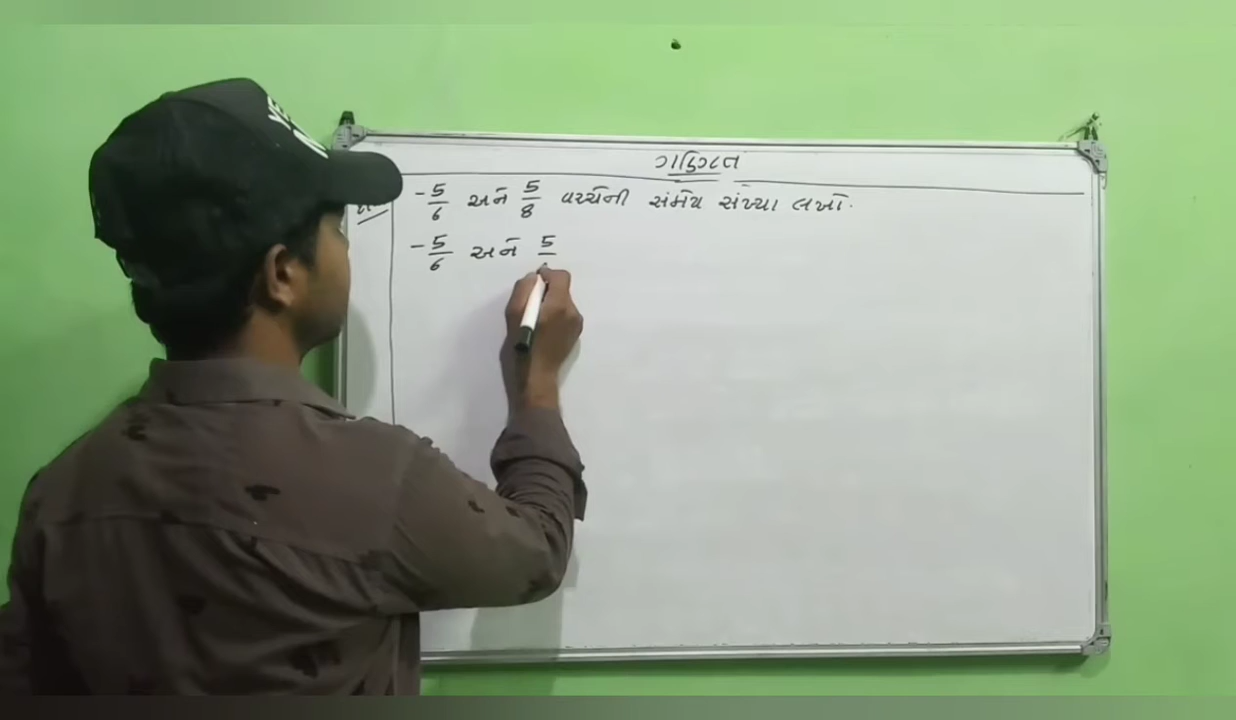 ગણિત
-5/6 અને 5/8 વચ્ચેની સંમેય સંખ્યા લખો.
-5/6 અને 5